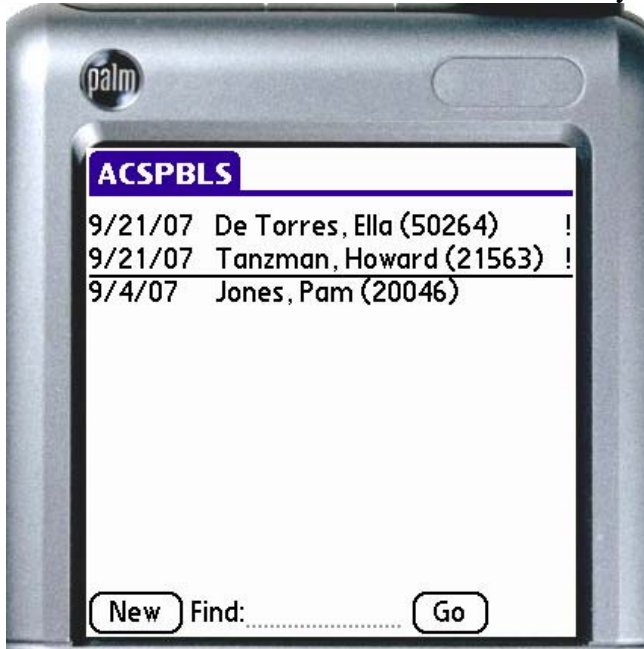 palm
ACSPBLS
9/21/07 De Torres, Ella (50264) !
9/21/07 Tanzman, Howard (21563) !
9/4/07 Jones, Pam (20046)
New Find: Go